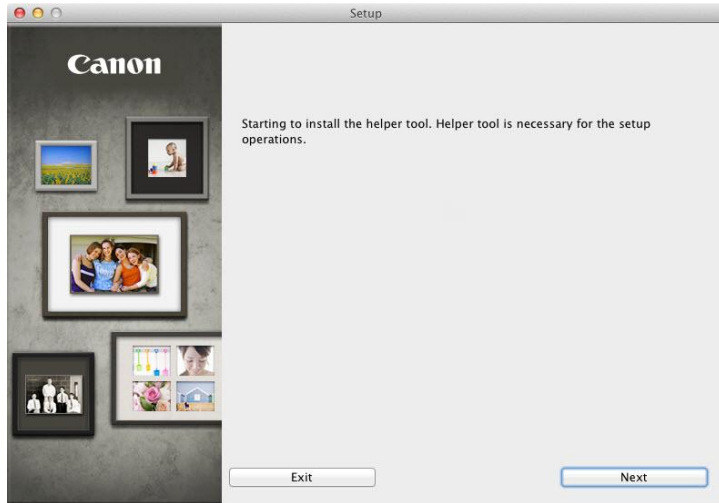 Setup
Canon
Starting to install the helper tool. Helper tool is necessary for the setup
operations.
Exit
Next